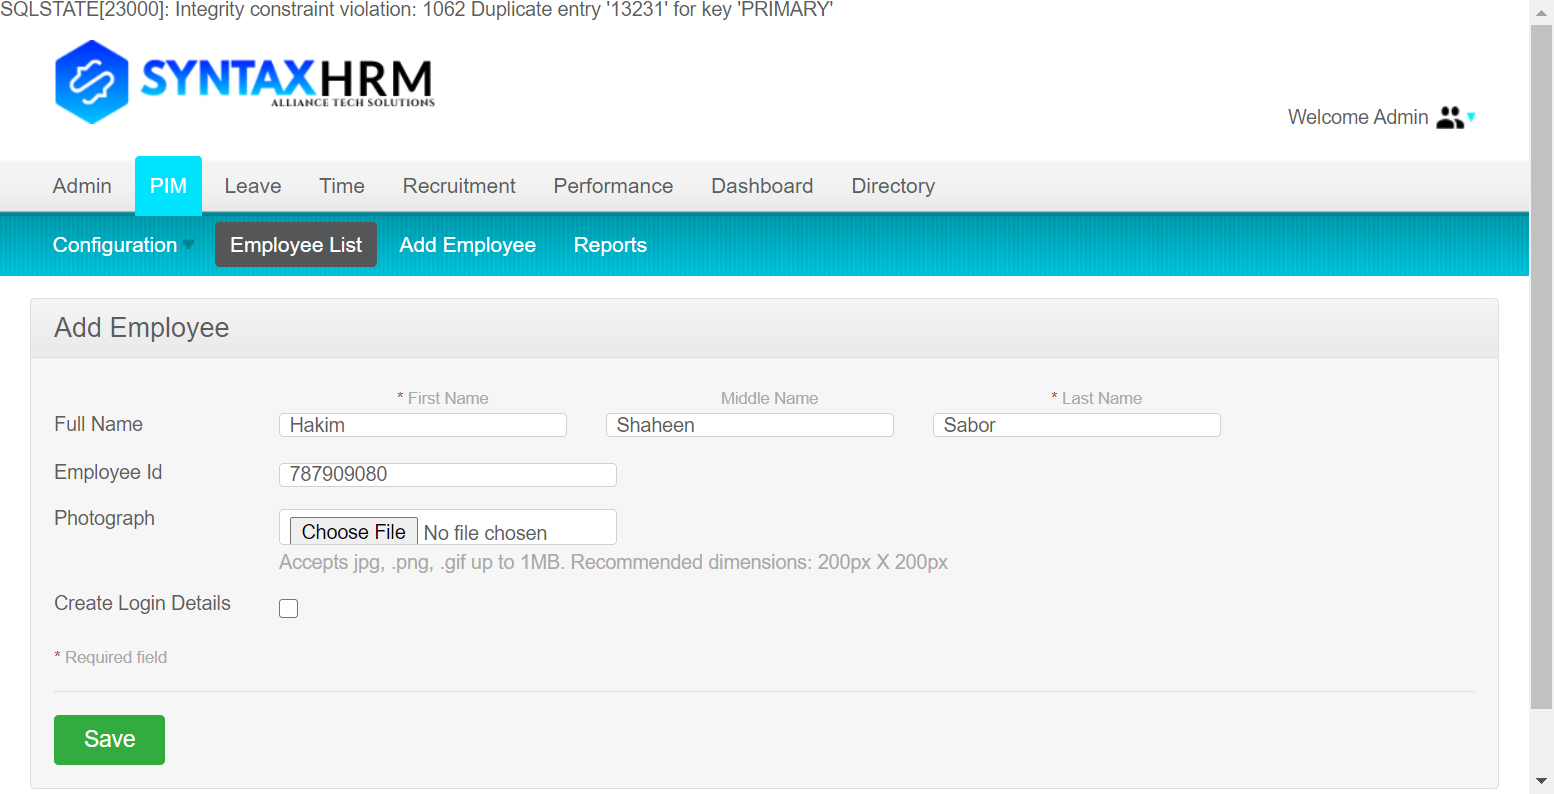 SQLSTATE[23000]: Integrity constraint violation: 1062 Duplicate entry '13231' for key 'PRIMARY'
SYNTAXHRM
ALLIANCE TECH SOLUTIONS
Welcome Admin
Admin PIM Leave Time Recruitment Performance Dashboard Directory
Configuration Employee List Add Employee Reports
Add Employee
* First Name Middle Name * Last Name
Full Name Hakim Shaheen Sabor
Employee Id 787909080
Photograph Choose File No file chosen
Accepts jpg, .png, .gif up to 1MB. Recommended dimensions: 200px X 200px
Create Login Details
* Required field
Save